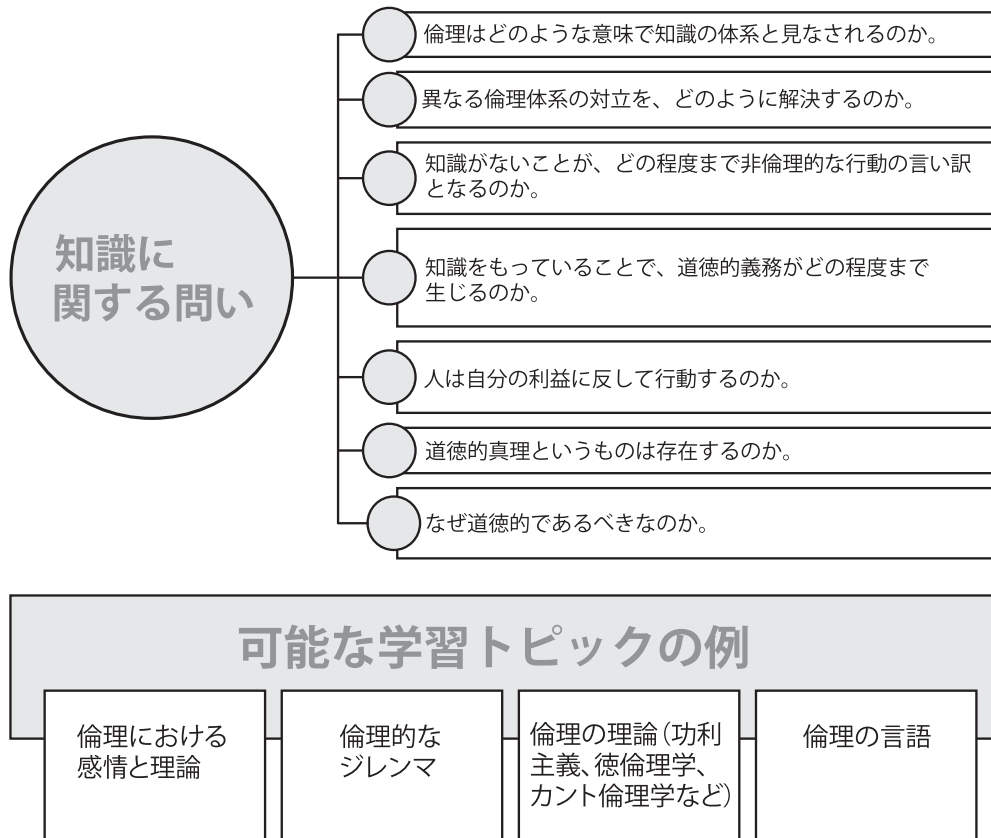 知識に
関する問い
倫理はどのような意味で知識の体系と見なされるのか。
異なる倫理体系の対立を、どのように解決するのか。
知識がないことが、どの程度まで非倫理的な行動の言い訳
となるのか。
知識をもっていることで、道徳的義務がどの程度まで
生じるのか。
人は自分の利益に反して行動するのか。
道徳的真理というものは存在するのか。
なぜ道徳的であるべきなのか。
可能な学習トピックの例
倫理における
感情と理論
倫理的な
ジレンマ
倫理の理論（功利
主義、徳倫理学、
カント倫理学など）
倫理の言語